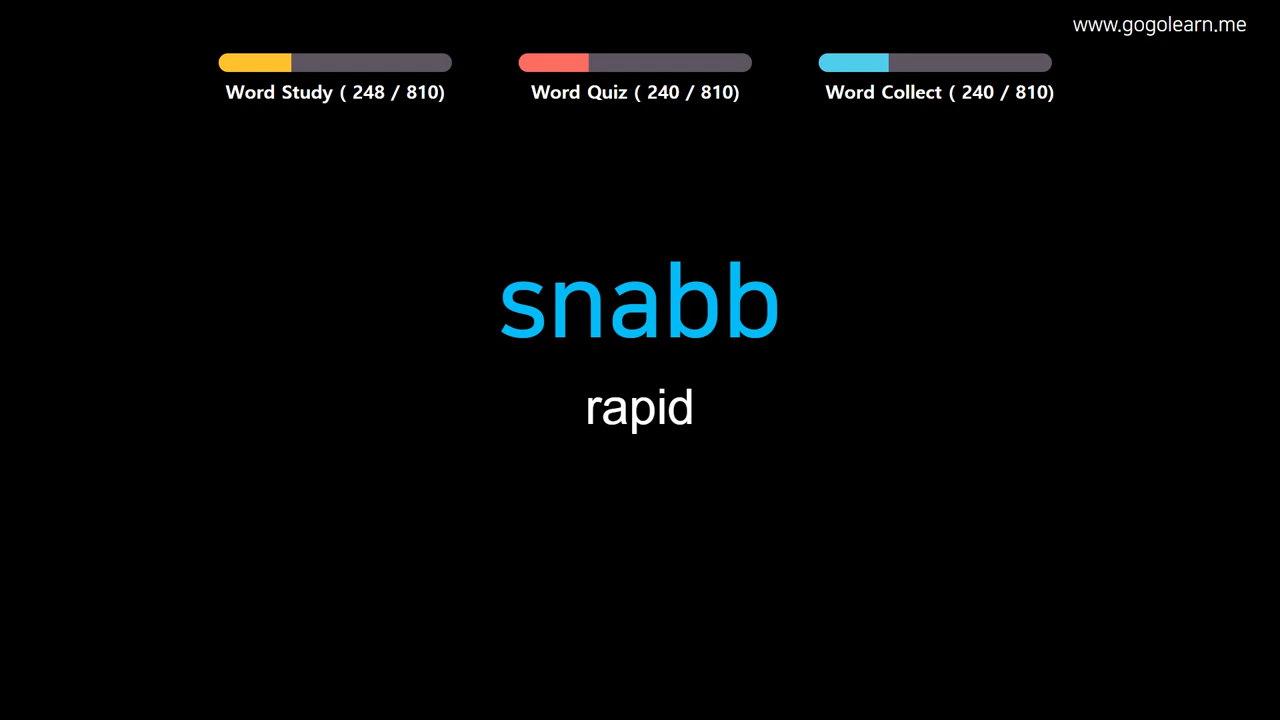 www.gogolearn.me
Word Study ( 248 / 810)
Word Quiz ( 240 / 810)
Word Collect ( 240 / 810)
snabb
rapid